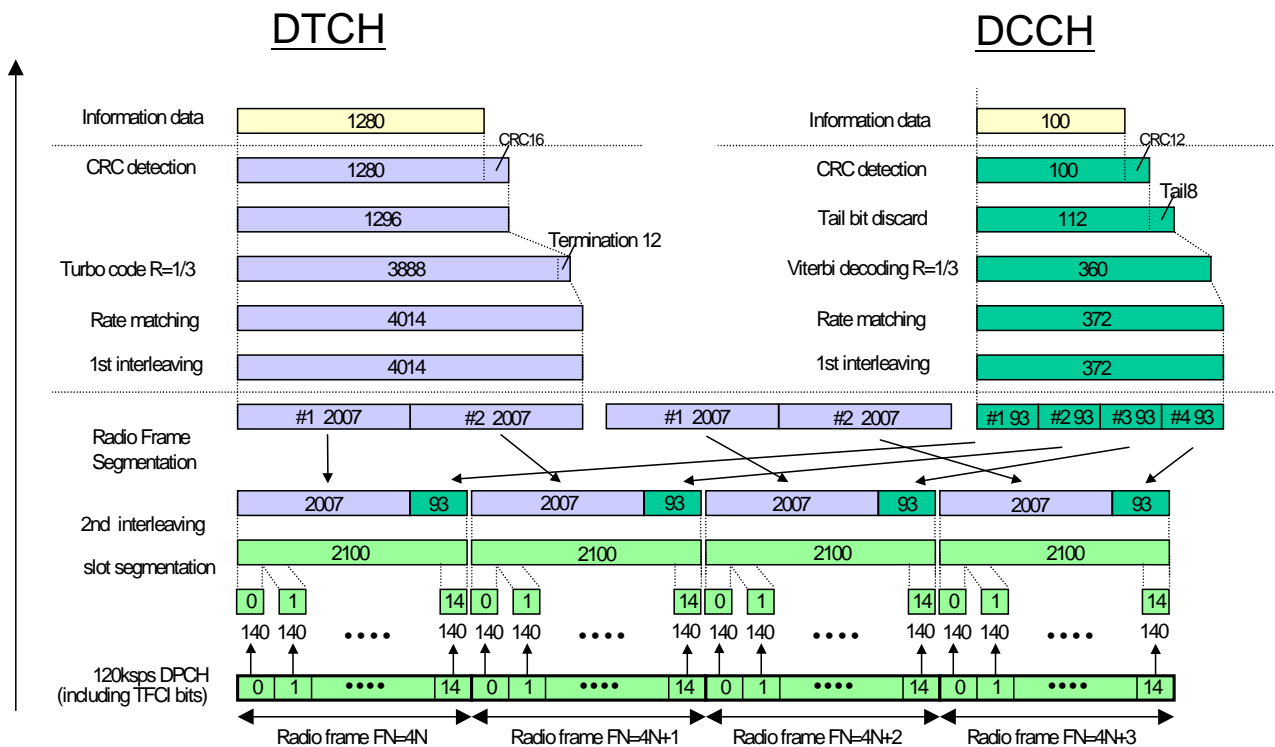 DTCH DCCH
Information data 1280 Information data 100
CRC16 CRC12
CRC detection 1280 CRC detection 100
1296 Tail bit discard 112 Tail8
Termination 12
Turbo code R=1/3 3888 Viterbi decoding R=1/3 360
Rate matching 4014 Rate matching 372
1st interleaving 4014 1st interleaving 372
#1 2007 #2 2007 #1 2007 #2 2007 #1 93 #2 93 #3 93 #4 93
Radio Frame
Segmentation
2007 93 2007 93 2007 93 2007 93
2nd interleaving
2100 2100 2100 2100
slot segmentation
0 1 14 0 1 14 0 1 14 0 1 14
140 140 •••• 140 140 140 •••• 140 140 140 •••• 140 140 140 •••• 140
120ksps DPCH
(including TFCI bits)
0 1 •••• 14 0 1 •••• 14 0 1 •••• 14 0 1 •••• 14
Radio frame FN=4N Radio frame FN=4N+1 Radio frame FN=4N+2 Radio frame FN=4N+3